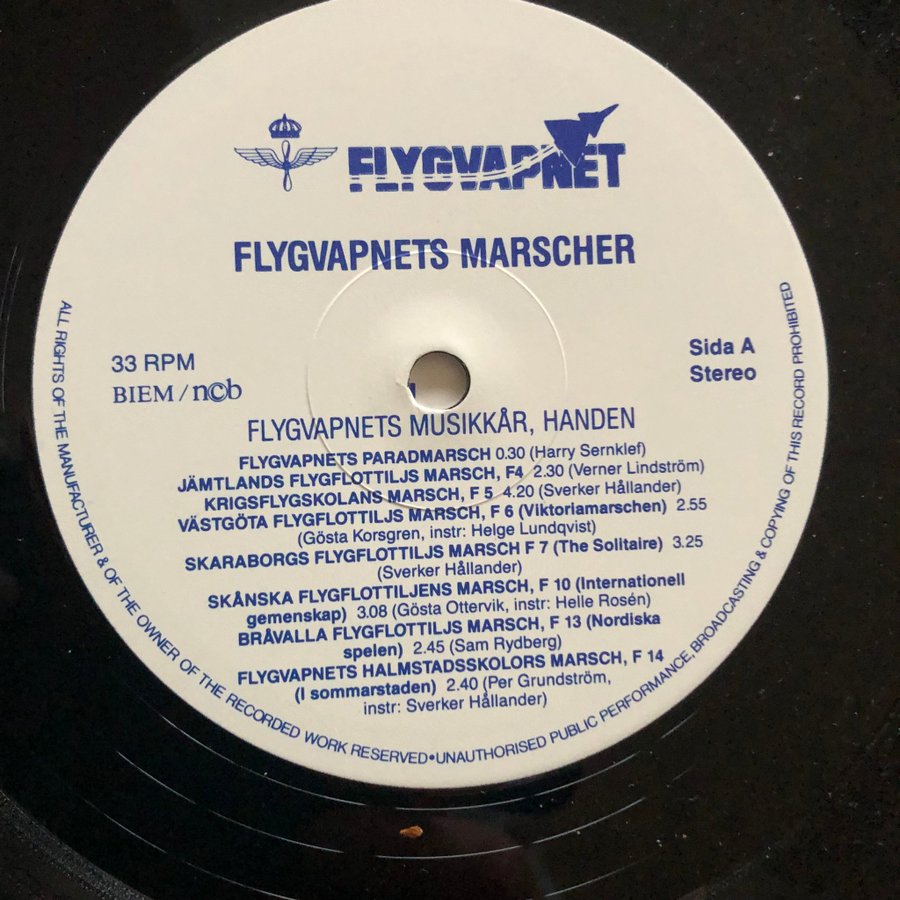 FLYGVAPNET
FLYGVAPNETS MARSCHER
33 RPM
BIEM / ncb
Sida A
Stereo
FLYGVAPNETS MUSIKKÅR, HANDEN
FLYGVAPNETS PARADMARSCH 0.30 (Harry Sernklef)
JÄMTLANDS FLYGFLOTTILJS MARSCH, F4 2.30 (Verner Lindström)
KRIGSFLYGSKOLANS MARSCH, F 5 4.20 (Sverker Hållander)
VÄSTGÖTA FLYGFLOTTILJS MARSCH, F 6 (Viktoriamarschen) 2.55
(Gösta Korsgren, instr: Helge Lundqvist)
SKARABORGS FLYGFLOTTILJS MARSCH F 7 (The Solitaire) 3.25
(Sverker Hållander)
SKÅNSKA FLYGFLOTTILJENS MARSCH, F 10 (Internationell
gemenskap) 3.08 (Gösta Ottervik, instr: Helle Rosén)
BRÅVALLA FLYGFLOTTILJS MARSCH, F 13 (Nordiska
spelen) 2.45 (Sam Rydberg)
FLYGVAPNETS HALMSTADSSKOLORS MARSCH, F 14
(I sommarstaden) 2.40 (Per Grundström,
instr: Sverker Hållander)
ALL RIGHTS OF THE MANUFACTURER & OF THE OWNER OF THE RECORDED WORK RESERVED•UNAUTHORISED PUBLIC PERFORMANCE, BROADCASTING & COPYING OF THIS RECORD PROHIBITED